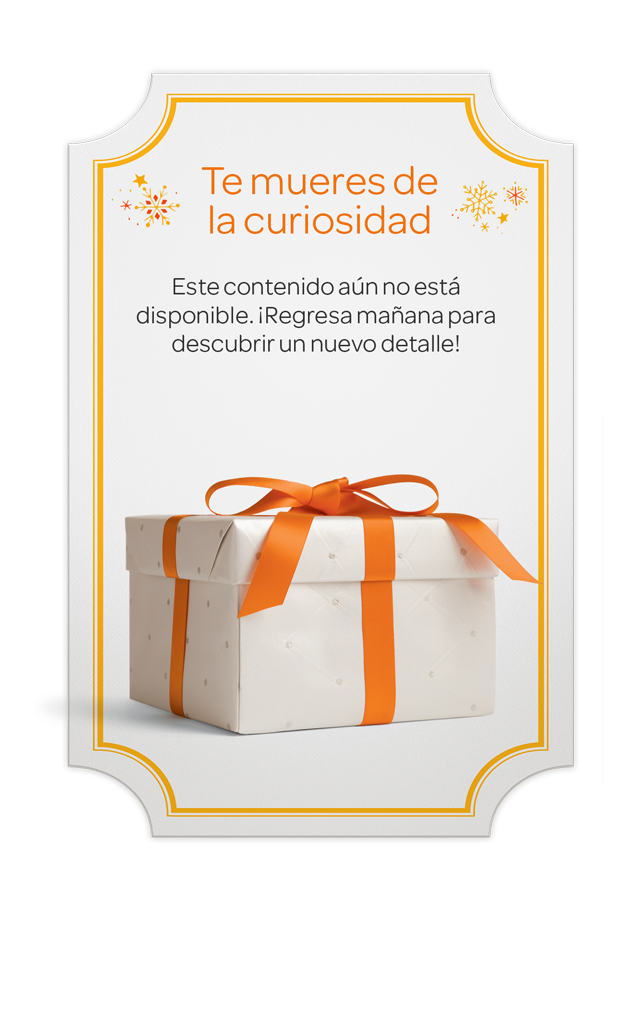 Te mueres de
la curiosidad
Este contenido aún no está
disponible. ¡Regresa mañana para
descubrir un nuevo detalle!